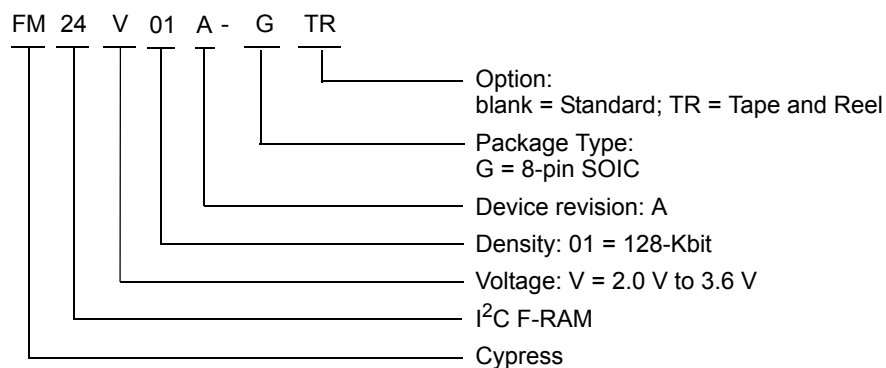 FM 24 V 01 A - G TR
Option:
blank = Standard; TR = Tape and Reel
Package Type:
G = 8-pin SOIC
Device revision: A
Density: 01 = 128-Kbit
Voltage: V = 2.0 V to 3.6 V
I²C F-RAM
Cypress